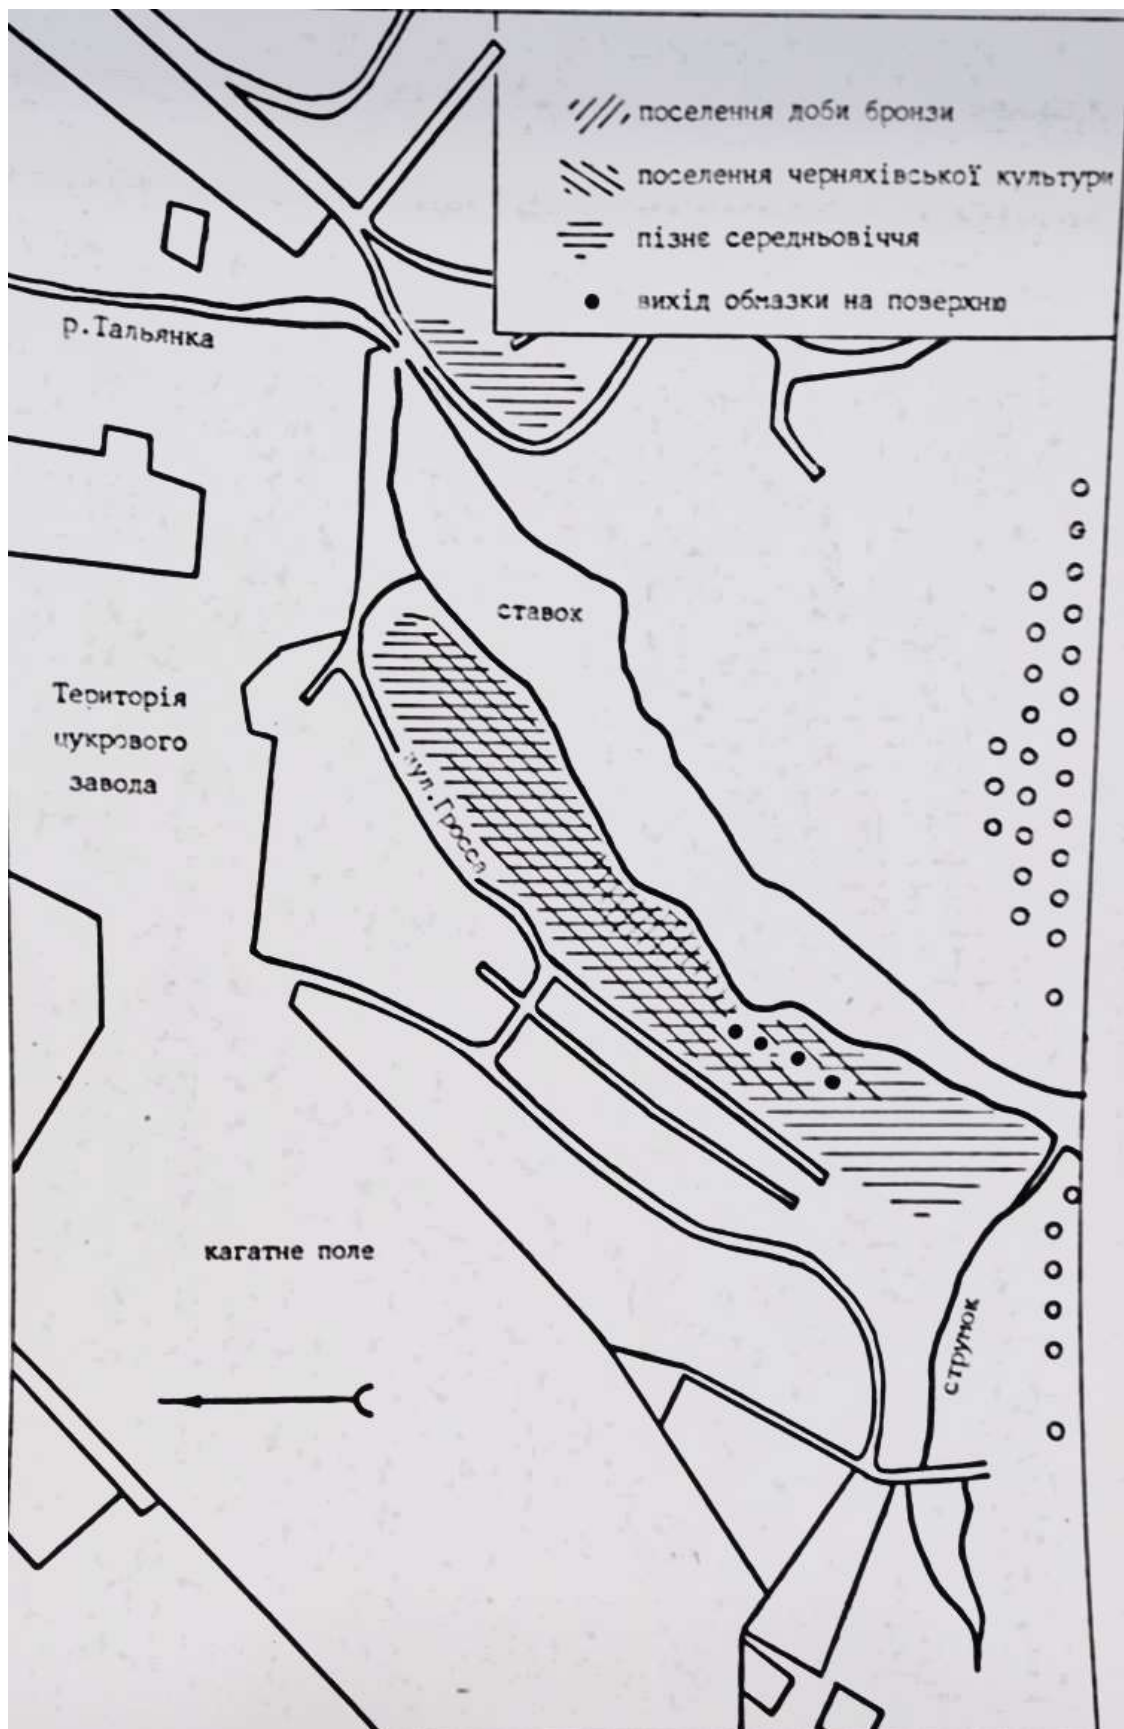 поселення доби бронзи
поселення черняхівської культури
пізнє середньовіччя
вихід обмазки на поверхню
р.Тальянка
ставок
Територія
цукрового
завода
вул.Гросса
кагатне поле
струмок